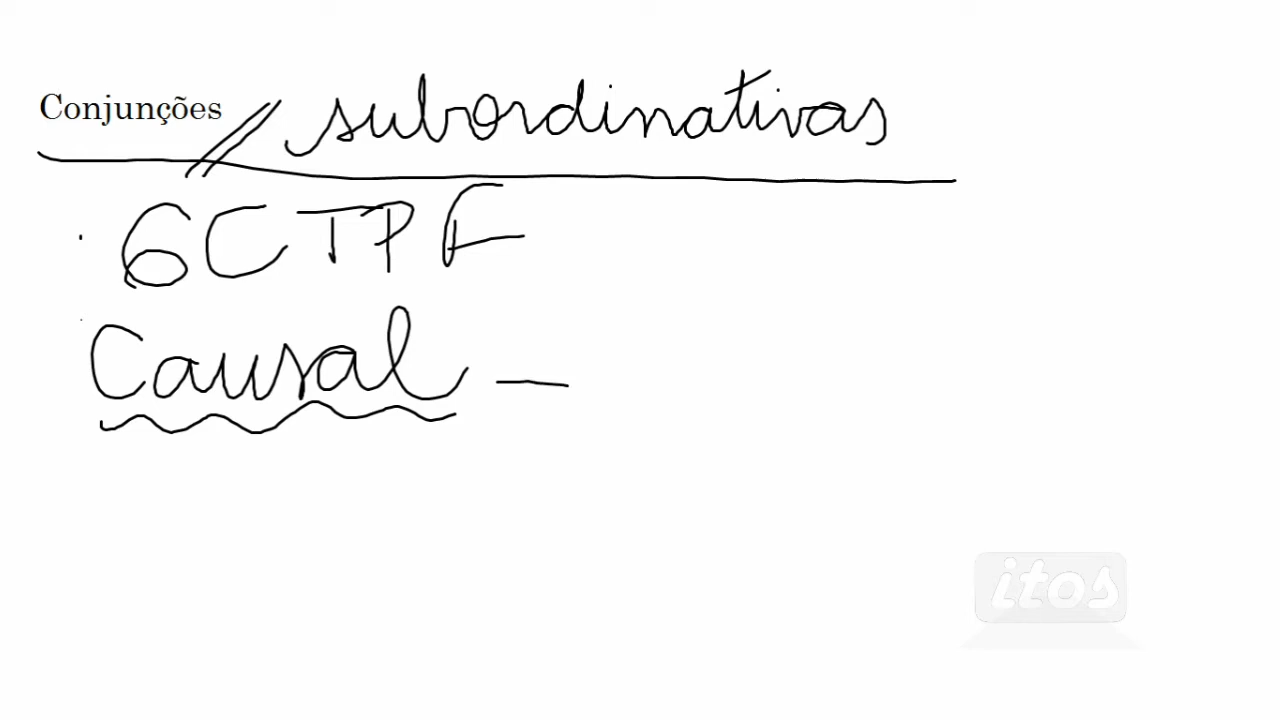 Conjunções // subordinativas
6CTPF
Causal —
itos